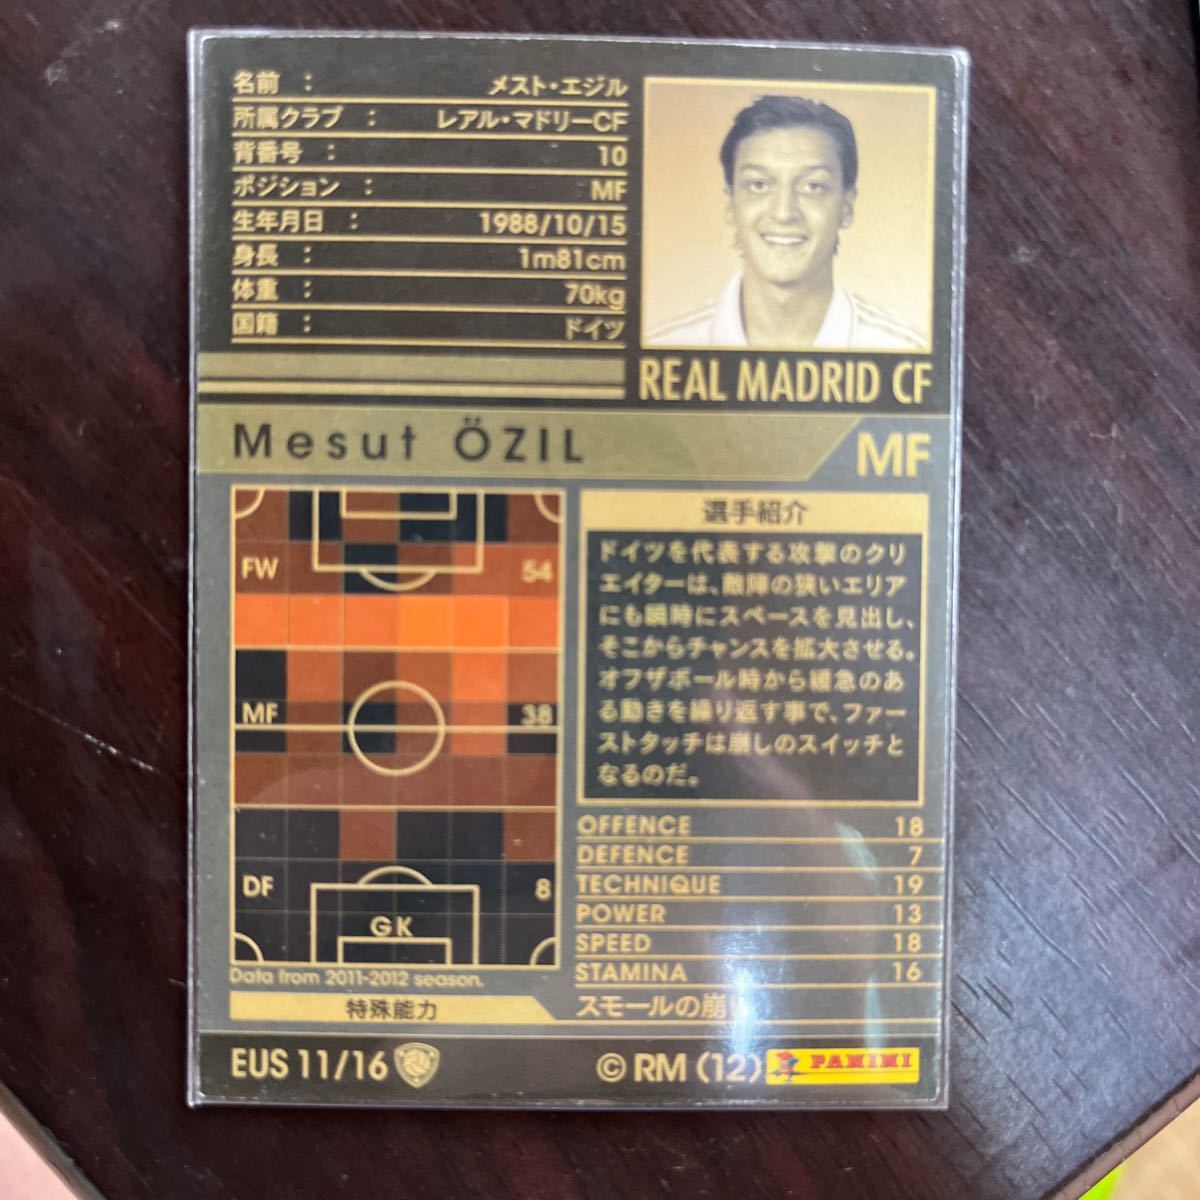 名前 : メスト・エジル
所属クラブ : レアル・マドリーCF
背番号 : 10
ポジション : MF
生年月日 : 1988/10/15
身長 : 1m81cm
体重 : 70kg
国籍 : ドイツ
REAL MADRID CF
Mesut ÖZIL
MF
FW 54
MF 38
DF 8
GK
Data from 2011-2012 season.
特殊能力
選手紹介
ドイツを代表する攻撃のクリ
エイターは、敵陣の狭いエリア
にも瞬時にスペースを見出し、
そこからチャンスを拡大させる。
オフザボール時から緩急のあ
る動きを繰り返す事で、ファー
ストタッチは崩しのスイッチと
なるのだ。
OFFENCE 18
DEFENCE 7
TECHNIQUE 19
POWER 13
SPEED 18
STAMINA 16
スモールの崩し
EUS 11/16
© RM (12)
PANINI